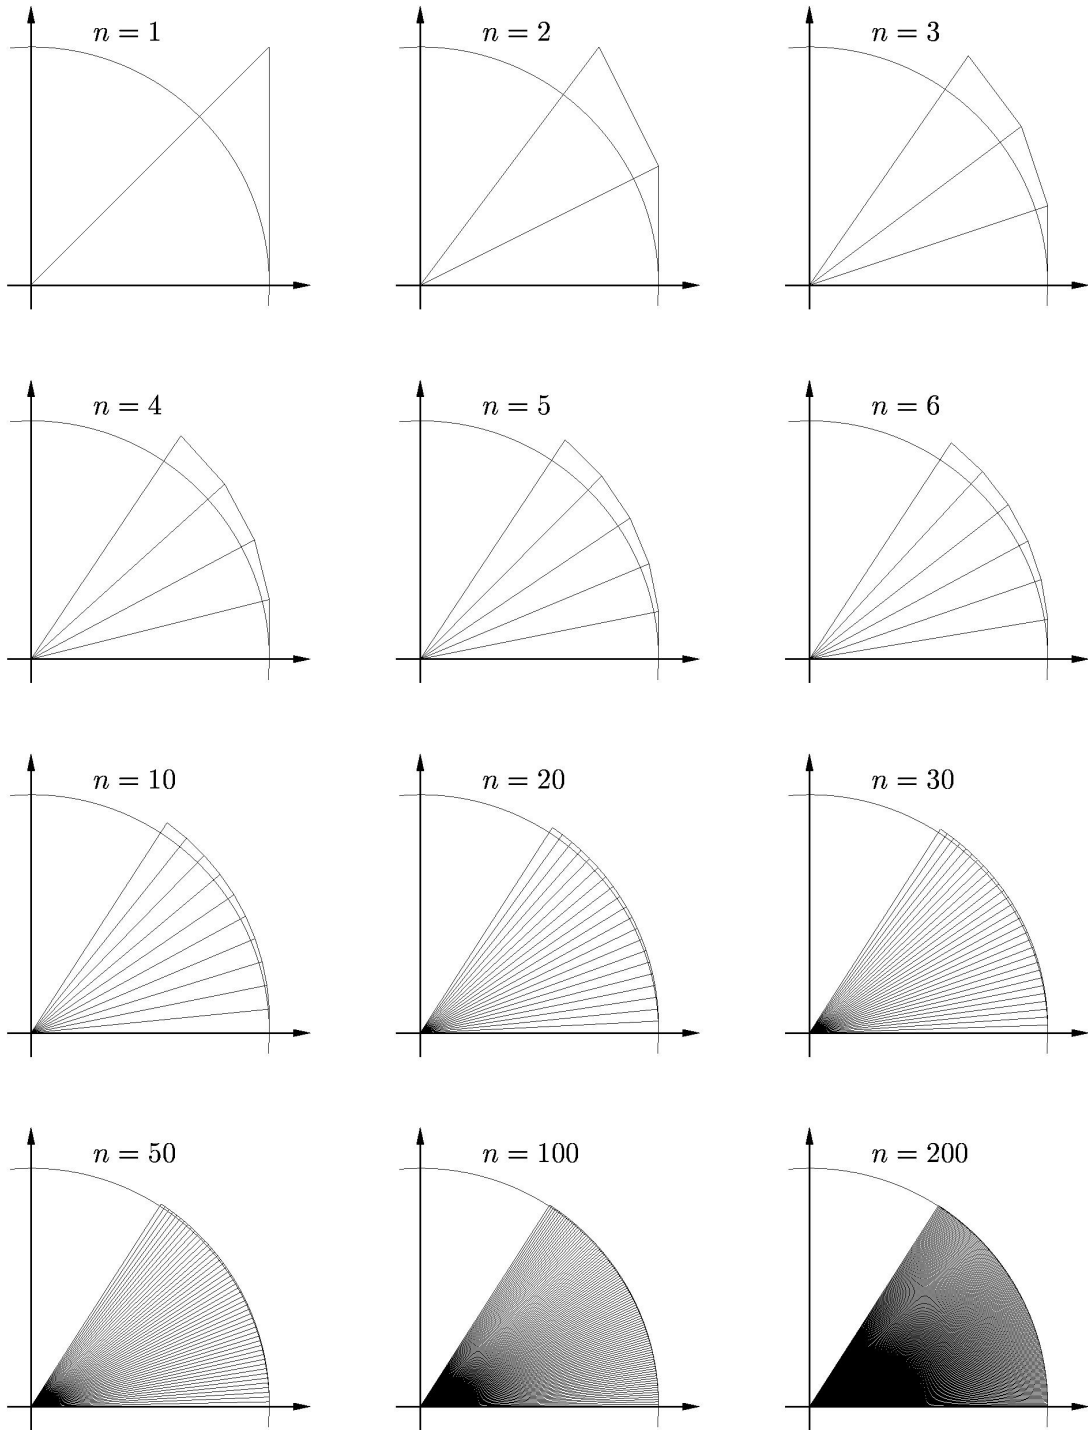 n = 1
n = 2
n = 3
n = 4
n = 5
n = 6
n = 10
n = 20
n = 30
n = 50
n = 100
n = 200